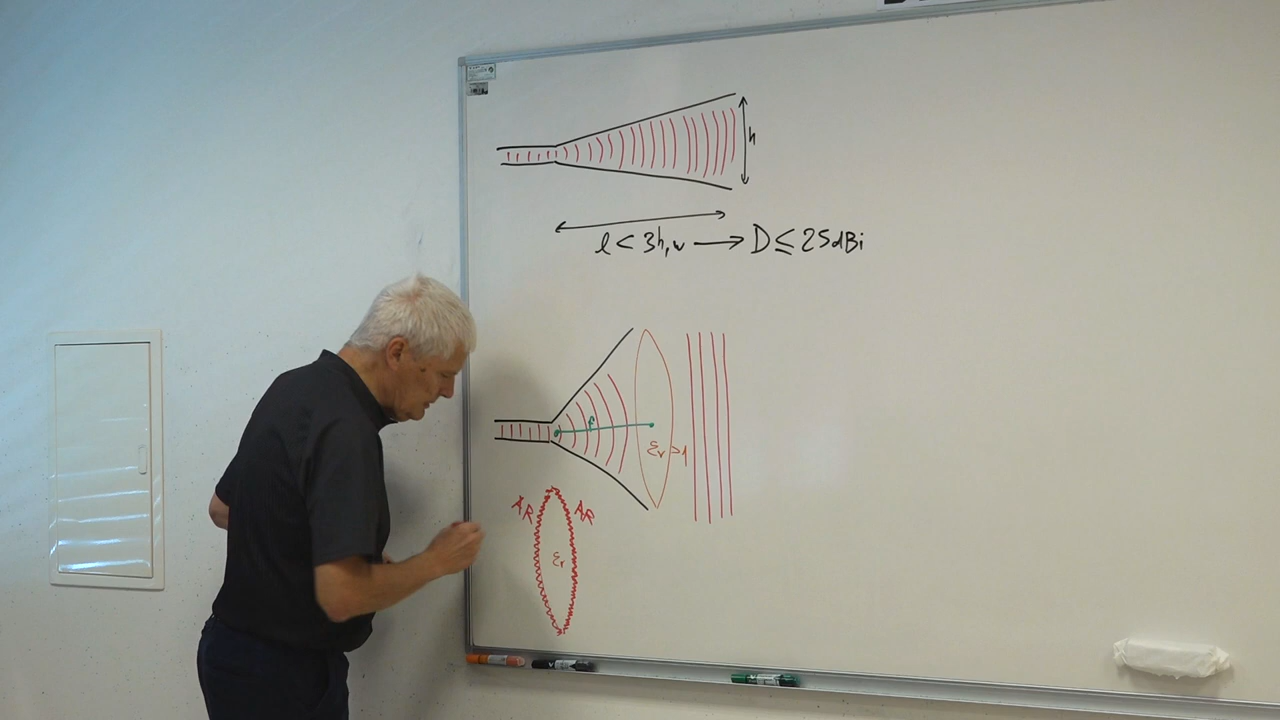 h
l < 3h,w → D ≤ 25dBi
f
εr >1
AR AR
εr